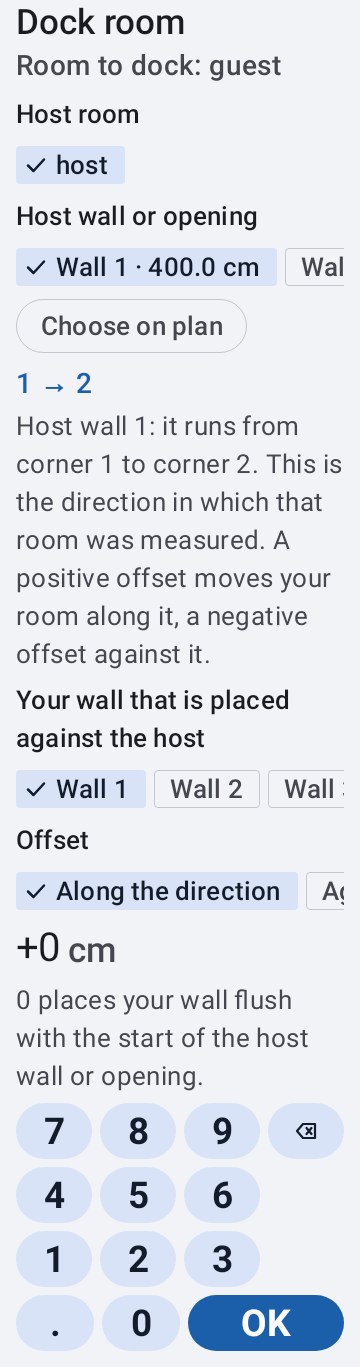 Dock room
Room to dock: guest
Host room
host
Host wall or opening
Wall 1 · 400.0 cm
Wal
Choose on plan
1 → 2
Host wall 1: it runs from
corner 1 to corner 2. This is
the direction in which that
room was measured. A
positive offset moves your
room along it, a negative
offset against it.
Your wall that is placed
against the host
Wall 1
Wall 2
Wall
Offset
Along the direction
Ag
+0 cm
0 places your wall flush
with the start of the host
wall or opening.
7 8 9
4 5 6
1 2 3
. 0 OK